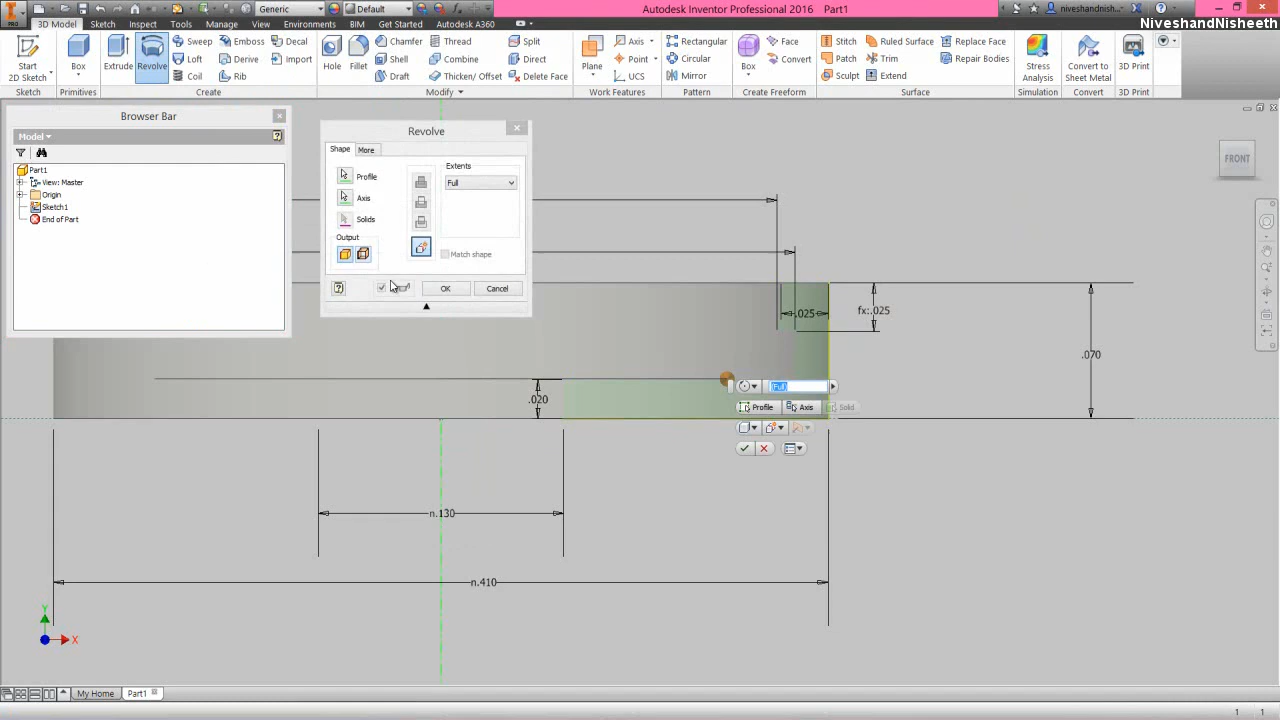 Generic
Default
Autodesk Inventor Professional 2016 Part1
niveshandnish...
NiveshandNisheeth
PRO
3D Model Sketch Inspect Tools Manage View Environments BIM Get Started Autodesk A360
Start
2D Sketch
Box
Extrude
Revolve
Sweep
Loft
Coil
Emboss
Derive
Rib
Decal
Import
Hole
Fillet
Chamfer
Shell
Draft
Thread
Combine
Thicken/ Offset
Split
Direct
Delete Face
Plane
Axis
Point
UCS
Rectangular
Circular
Mirror
Box
Face
Convert
Stitch
Patch
Sculpt
Ruled Surface
Trim
Extend
Replace Face
Repair Bodies
Stress
Analysis
Convert to
Sheet Metal
3D Print
Sketch Primitives Create Modify Work Features Pattern Create Freeform Surface Simulation Convert 3D Print
Browser Bar
Model
Part1
View: Master
Origin
Sketch1
End of Part
Revolve
Shape More
Profile
Axis
Solids
Output
Extents
Full
Match shape
OK Cancel
FRONT
.025
fx:.025
.070
.020
(Full)
Profile Axis Solid
n.130
n.410
Y
X
My Home Part1
1 1